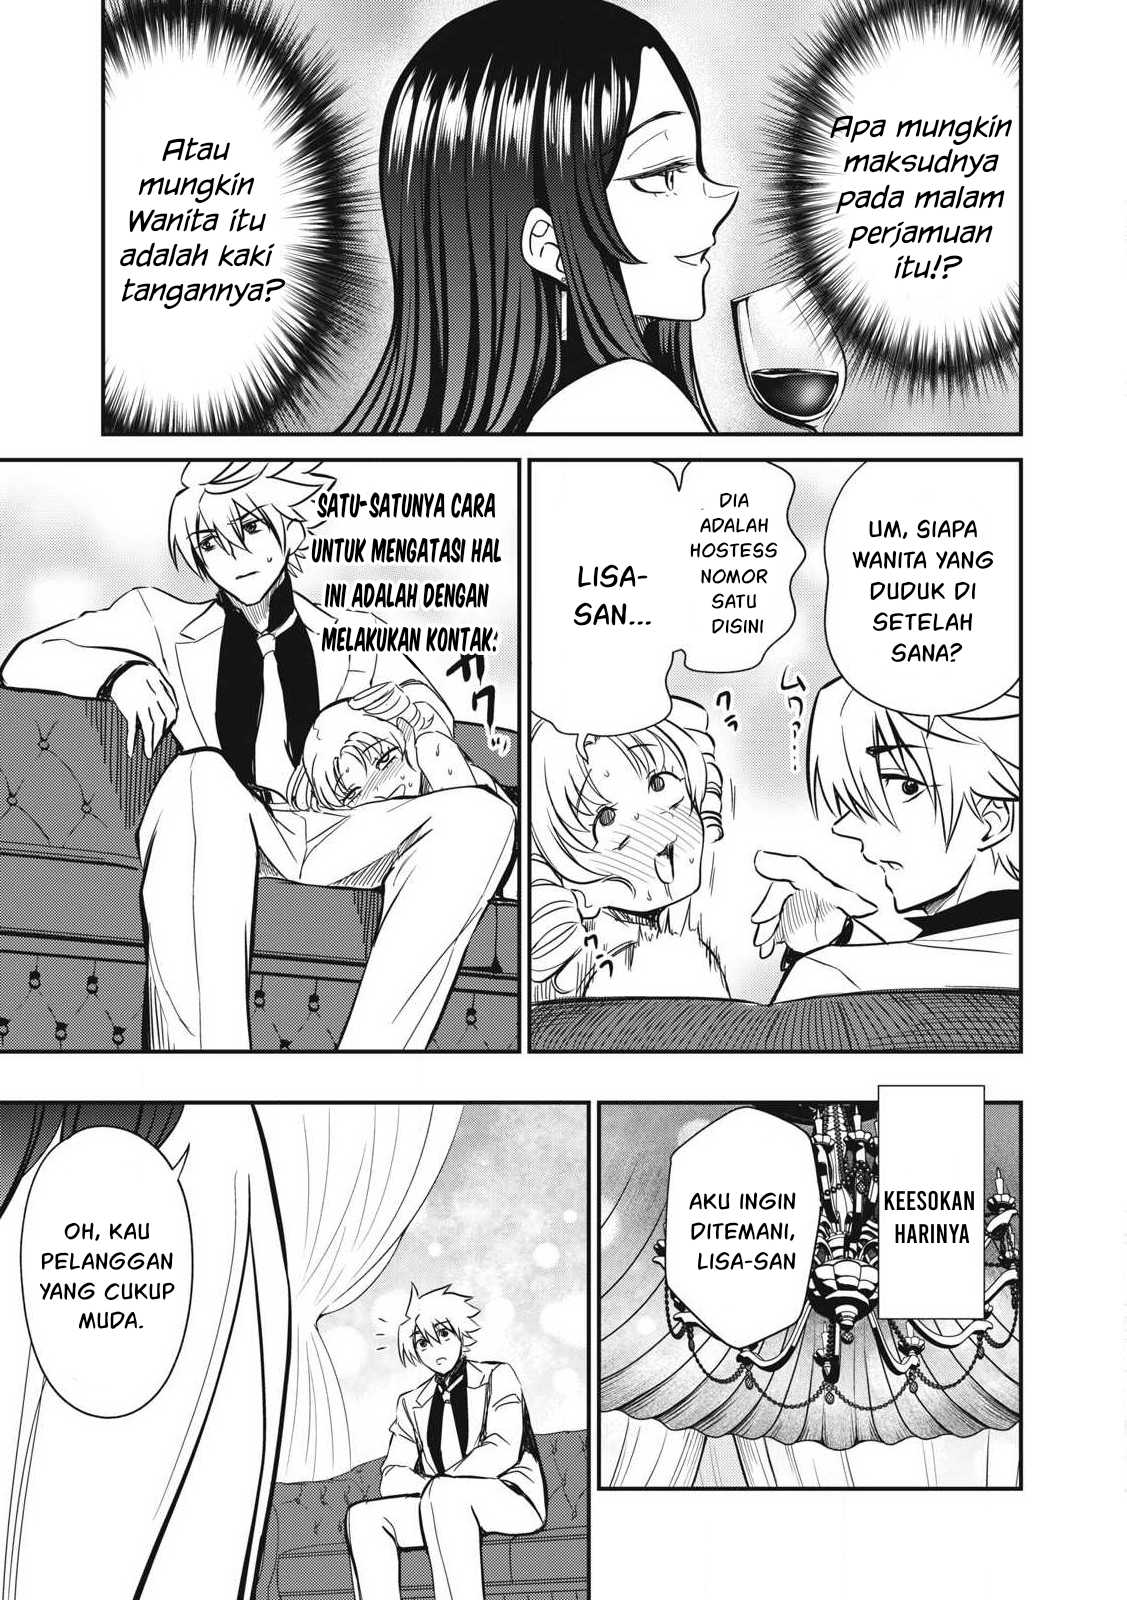 Apa mungkin
maksudnya
pada malam
perjamuan
itu!?
Atau
mungkin
Wanita itu
adalah kaki
tangannya?
UM, SIAPA
WANITA YANG
DUDUK DI
SETELAH
SANA?
DIA
ADALAH
HOSTESS
NOMOR
SATU
DISINI
LISA-
SAN...
SATU-SATUNYA CARA
UNTUK MENGATASI HAL
INI ADALAH DENGAN
MELAKUKAN KONTAK.
KEESOKAN
HARINYA
AKU INGIN
DITEMANI,
LISA-SAN
OH, KAU
PELANGGAN
YANG CUKUP
MUDA.